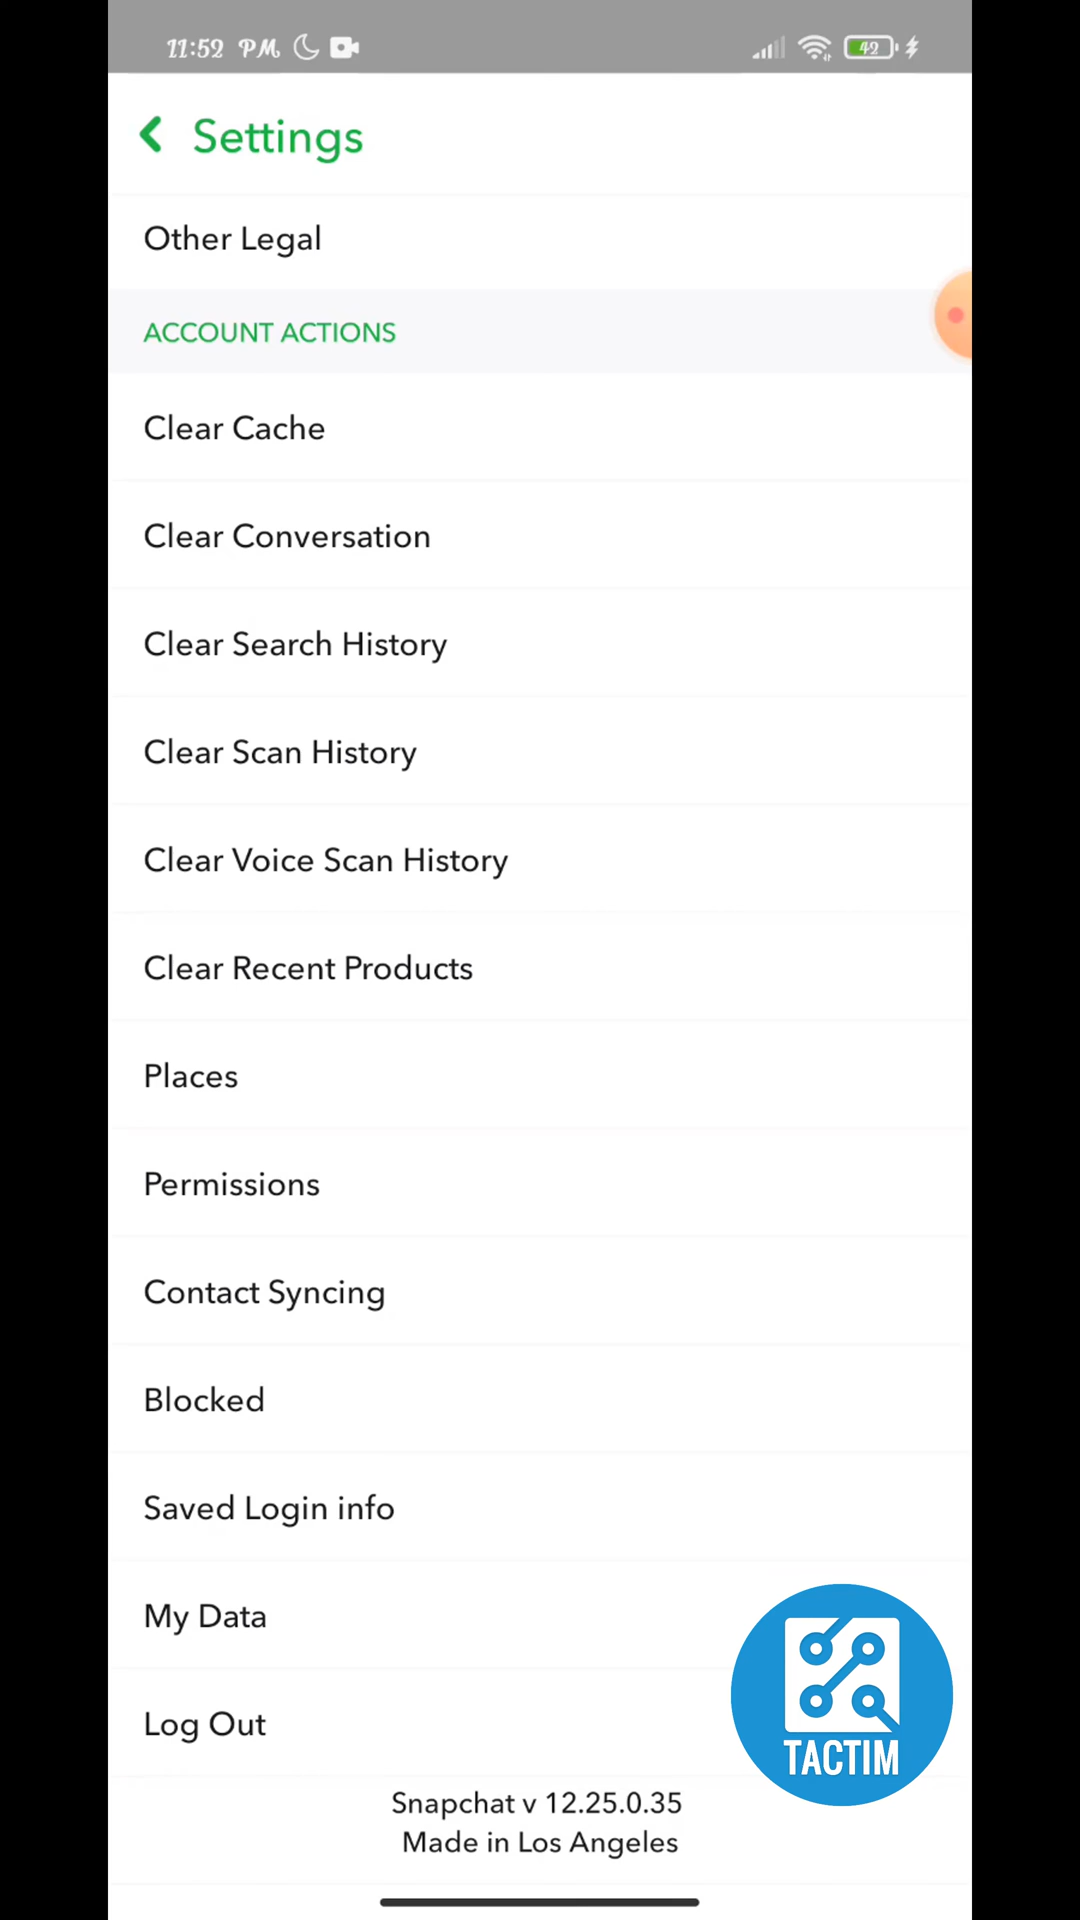 11:52 PM
42
Settings
Other Legal
ACCOUNT ACTIONS
Clear Cache
Clear Conversation
Clear Search History
Clear Scan History
Clear Voice Scan History
Clear Recent Products
Places
Permissions
Contact Syncing
Blocked
Saved Login info
My Data
Log Out
TACTIM
Snapchat v 12.25.0.35
Made in Los Angeles